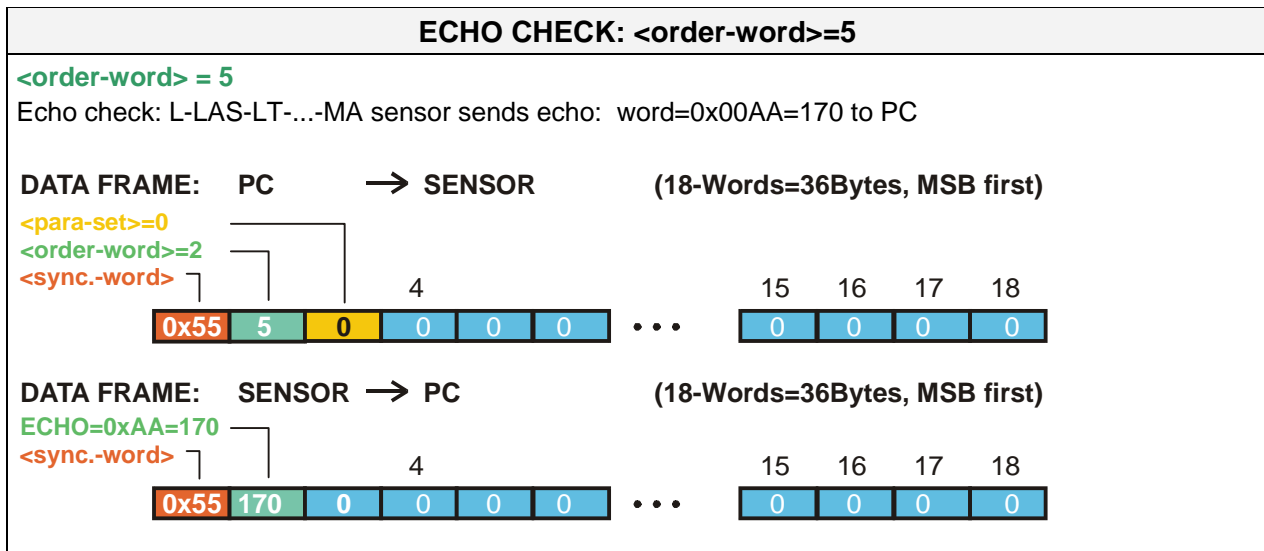 ECHO CHECK: <order-word>=5
<order-word> = 5
Echo check: L-LAS-LT-...-MA sensor sends echo: word=0x00AA=170 to PC
DATA FRAME: PC → SENSOR (18-Words=36Bytes, MSB first)
<para-set>=0
<order-word>=2
<sync.-word>
4 15 16 17 18
0x55 5 0 0 0 0 • • • 0 0 0 0
DATA FRAME: SENSOR → PC (18-Words=36Bytes, MSB first)
ECHO=0xAA=170
<sync.-word>
4 15 16 17 18
0x55 170 0 0 0 0 • • • 0 0 0 0